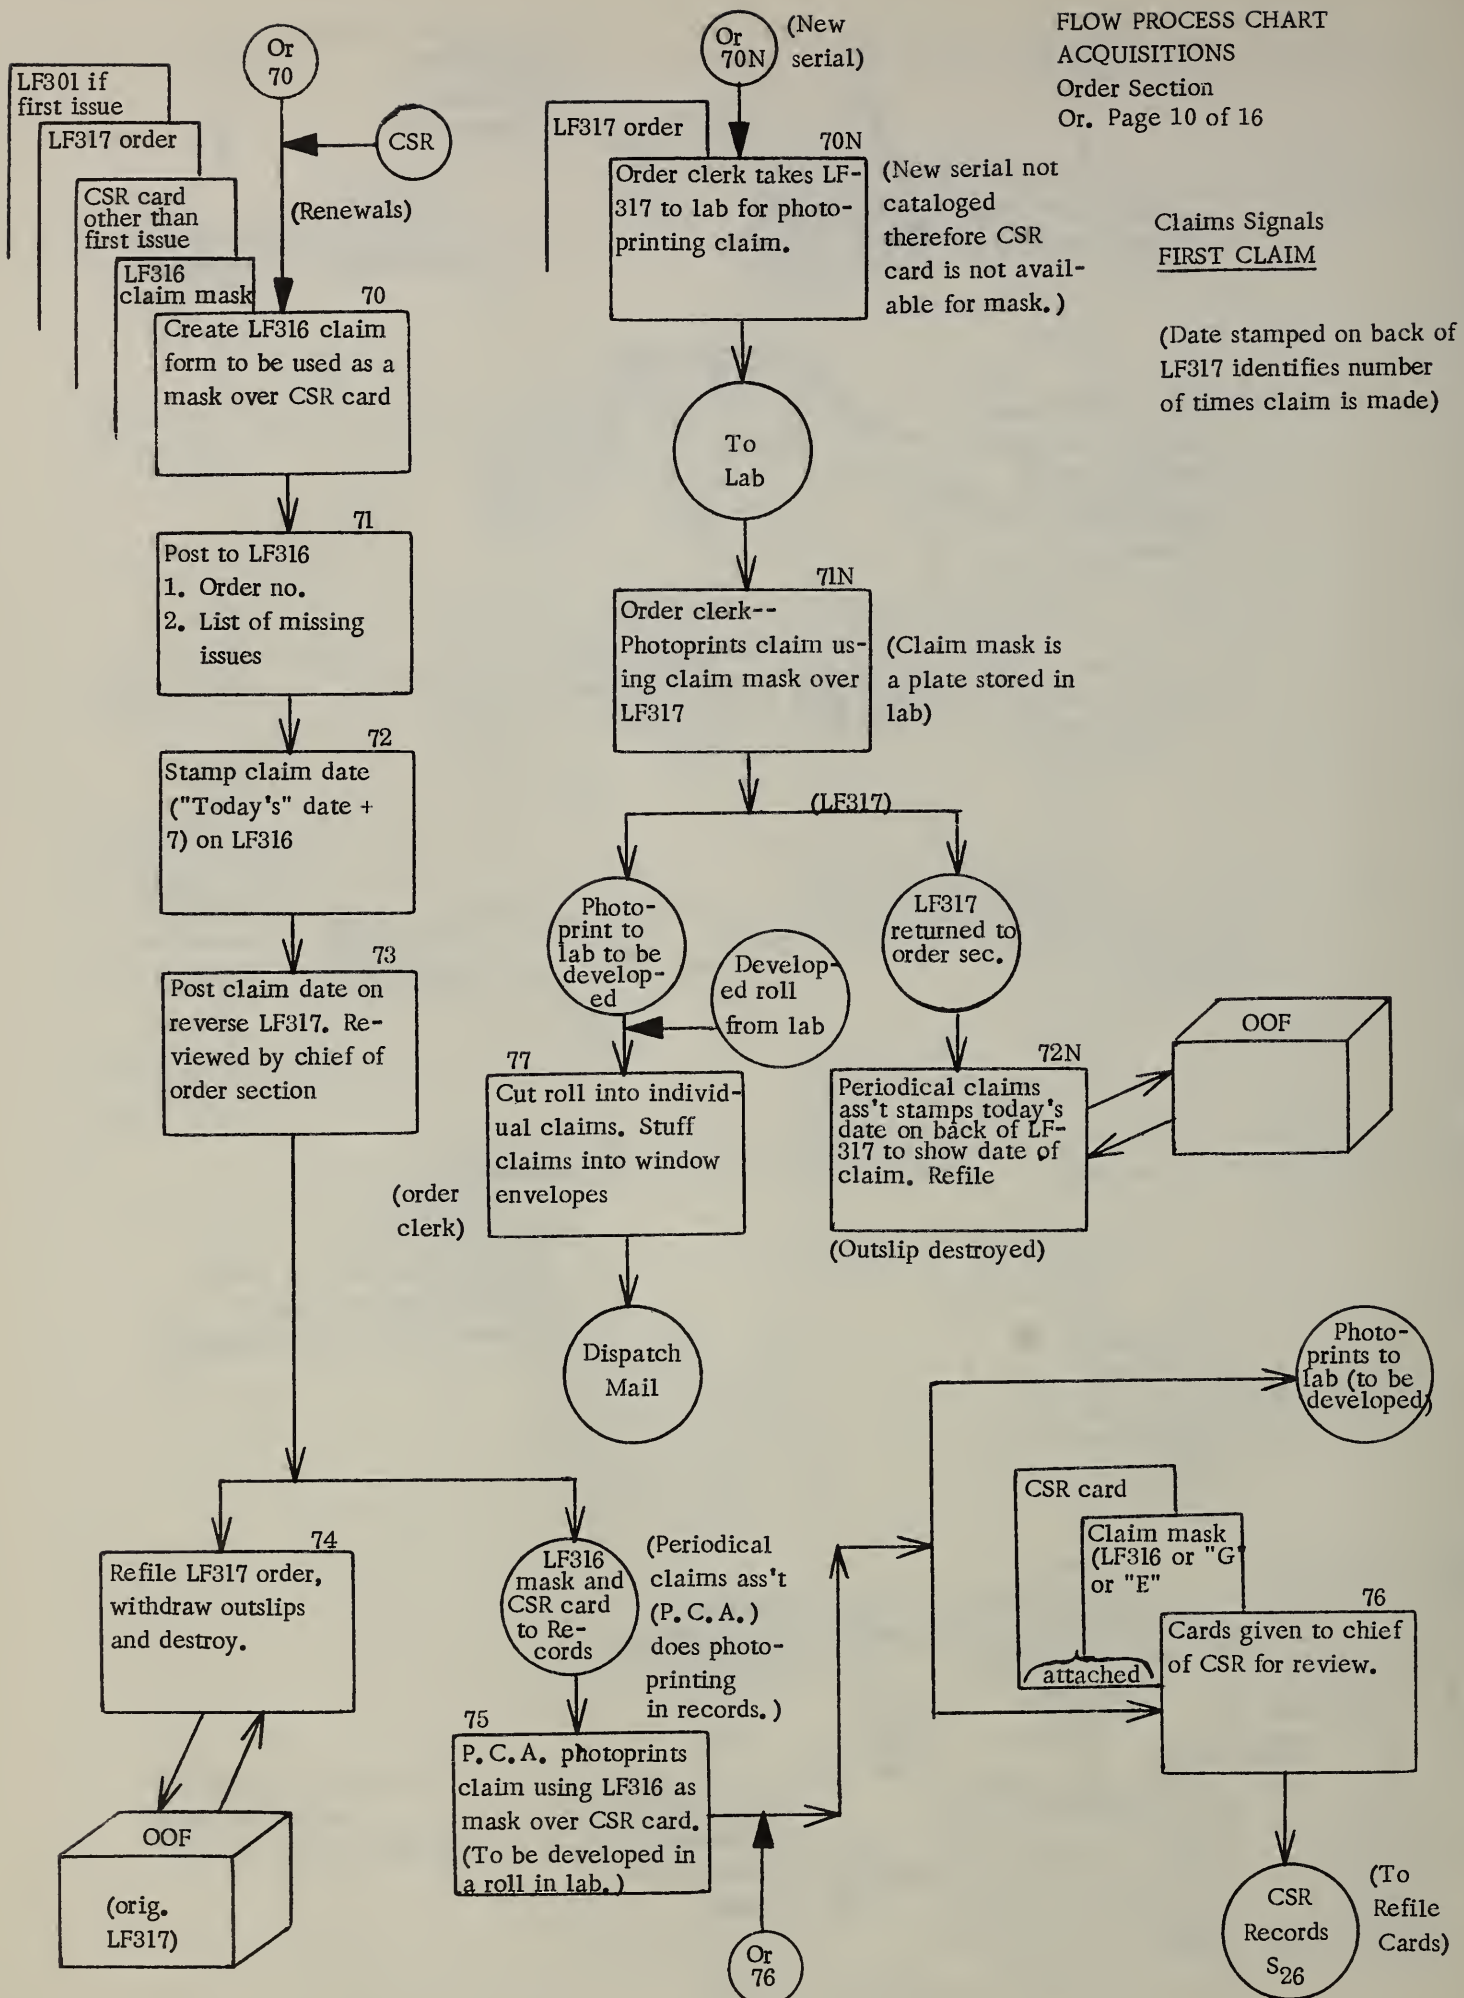 FLOW PROCESS CHART
ACQUISITIONS
Order Section
Or. Page 10 of 16
Claims Signals
FIRST CLAIM
(Date stamped on back of
LF317 identifies number
of times claim is made)
Or
70
LF301 if
first issue
LF317 order
CSR card
other than
first issue
LF316
claim mask
CSR
(Renewals)
70
Create LF316 claim
form to be used as a
mask over CSR card
71
Post to LF316
1. Order no.
2. List of missing
issues
72
Stamp claim date
("Today's" date +
7) on LF316
73
Post claim date on
reverse LF317. Re-
viewed by chief of
order section
74
Refile LF317 order,
withdraw outslips
and destroy.
OOF
(orig.
LF317)
LF316
mask and
CSR card
to Re-
cords
(Periodical
claims ass't
(P. C. A. )
does photo-
printing
in records. )
75
P. C. A. photoprints
claim using LF316 as
mask over CSR card.
(To be developed in
a roll in lab. )
Or
76
Or
70N
(New
serial)
LF317 order
70N
Order clerk takes LF-
317 to lab for photo-
printing claim.
(New serial not
cataloged
therefore CSR
card is not avail-
able for mask. )
To
Lab
71N
Order clerk--
Photoprints claim us-
ing claim mask over
LF317
(Claim mask is
a plate stored in
lab)
(LF317)
Photo-
print to
lab to be
develop-
ed
Develop-
ed roll
from lab
LF317
returned to
order sec.
77
Cut roll into individ-
ual claims. Stuff
claims into window
envelopes
(order
clerk)
Dispatch
Mail
72N
Periodical claims
ass't stamps today's
date on back of LF-
317 to show date of
claim. Refile
(Outslip destroyed)
OOF
Photo-
prints to
lab (to be
developed)
CSR card
Claim mask
(LF316 or "G"
or "E"
attached
76
Cards given to chief
of CSR for review.
CSR
Records
S26
(To
Refile
Cards)